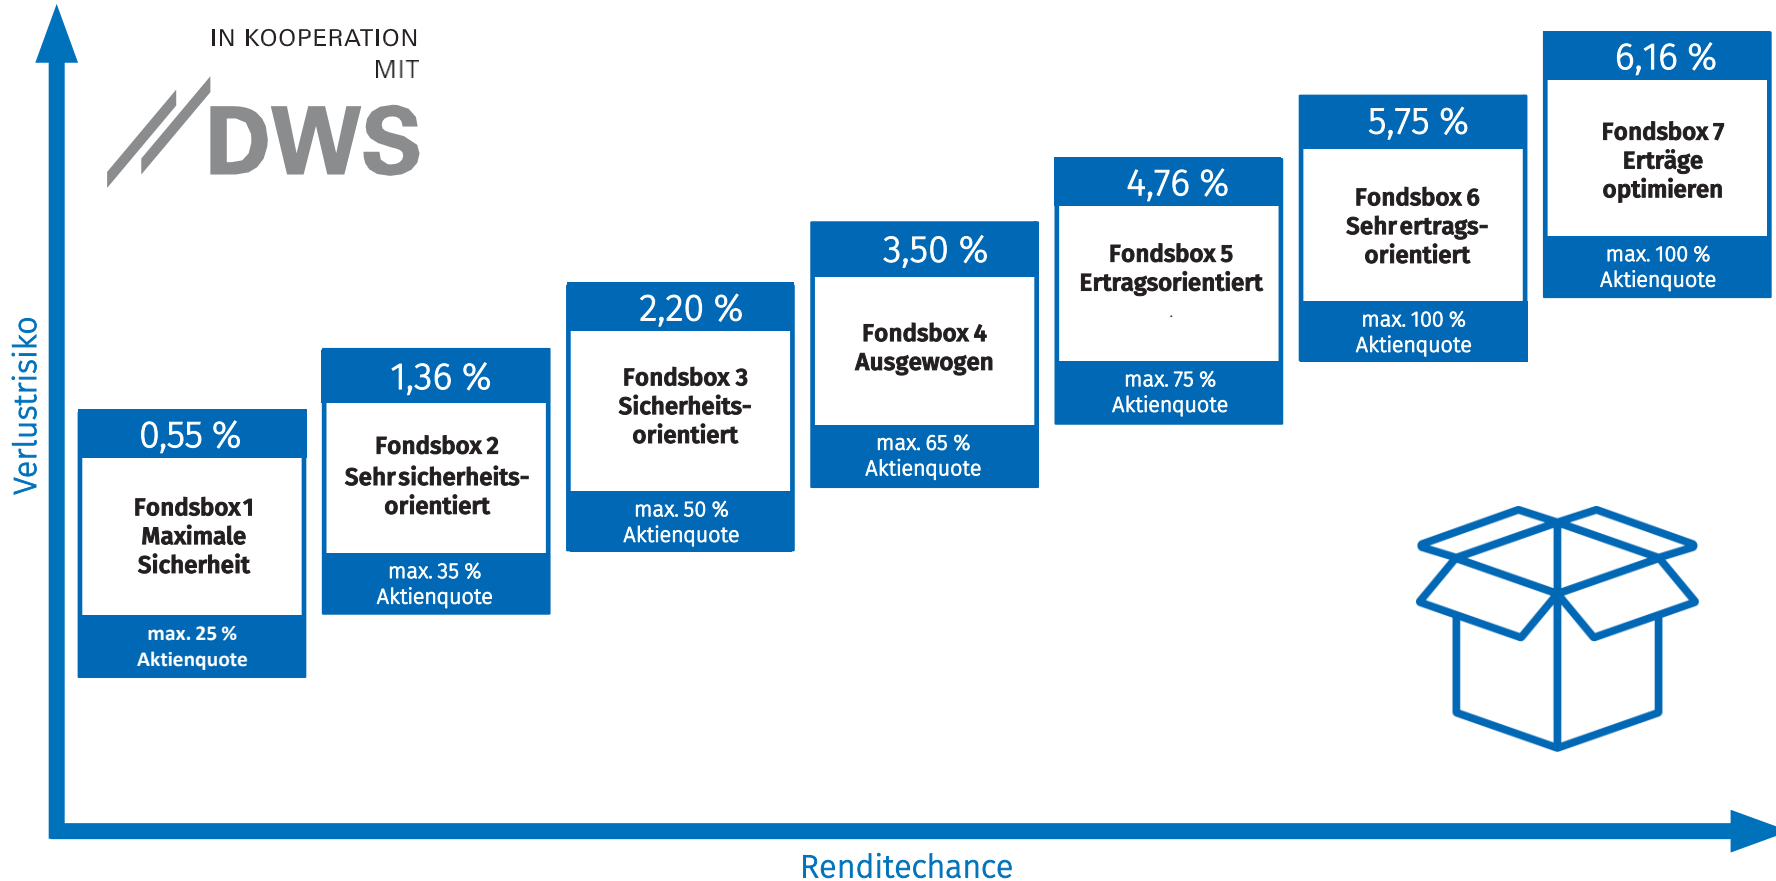 IN KOOPERATION
MIT
DWS
Verlustrisiko
0,55 %
Fondsbox 1
Maximale
Sicherheit
max. 25 %
Aktienquote
1,36 %
Fondsbox 2
Sehr sicherheits-
orientiert
max. 35 %
Aktienquote
2,20 %
Fondsbox 3
Sicherheits-
orientiert
max. 50 %
Aktienquote
3,50 %
Fondsbox 4
Ausgewogen
max. 65 %
Aktienquote
4,76 %
Fondsbox 5
Ertragsorientiert
max. 75 %
Aktienquote
5,75 %
Fondsbox 6
Sehr ertrags-
orientiert
max. 100 %
Aktienquote
6,16 %
Fondsbox 7
Erträge
optimieren
max. 100 %
Aktienquote
Renditechance